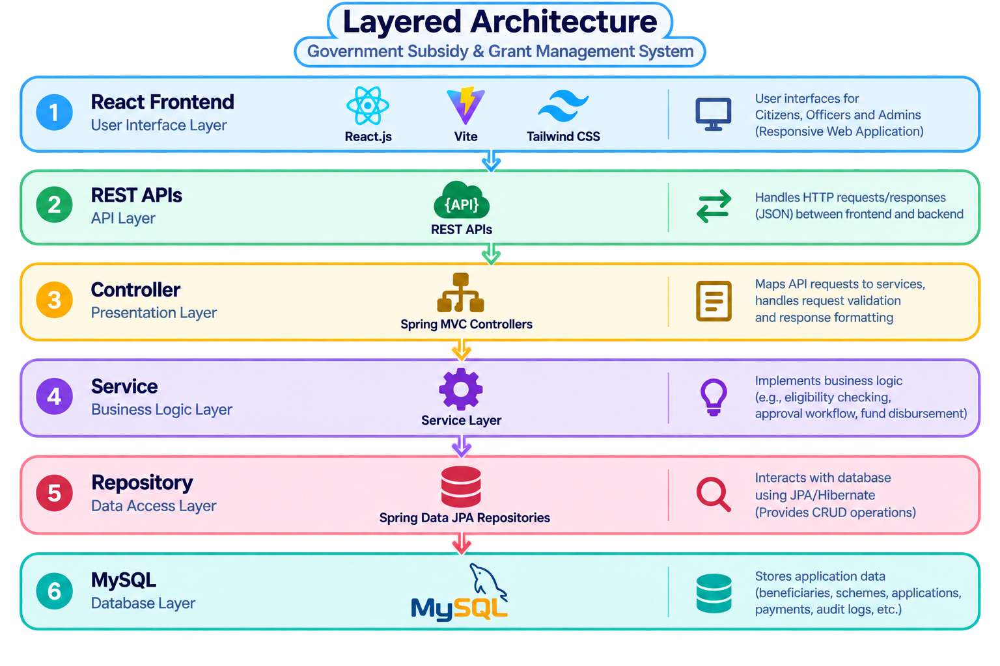 Layered Architecture
Government Subsidy & Grant Management System
1
React Frontend
User Interface Layer
React.js
Vite
Tailwind CSS
User interfaces for
Citizens, Officers and Admins
(Responsive Web Application)
2
REST APIs
API Layer
{API}
REST APIs
Handles HTTP requests/responses
(JSON) between frontend and backend
3
Controller
Presentation Layer
Spring MVC Controllers
Maps API requests to services,
handles request validation
and response formatting
4
Service
Business Logic Layer
Service Layer
Implements business logic
(e.g., eligibility checking,
approval workflow, fund disbursement)
5
Repository
Data Access Layer
Spring Data JPA Repositories
Interacts with database
using JPA/Hibernate
(Provides CRUD operations)
6
MySQL
Database Layer
MySQL
Stores application data
(beneficiaries, schemes, applications,
payments, audit logs, etc.)